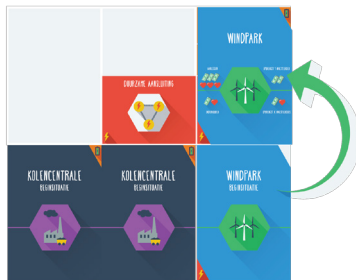 WINDPARK
DUURZAME AANSLUITING
KOLENCENTRALE
BEGINSITUATIE
KOLENCENTRALE
BEGINSITUATIE
WINDPARK
BEGINSITUATIE